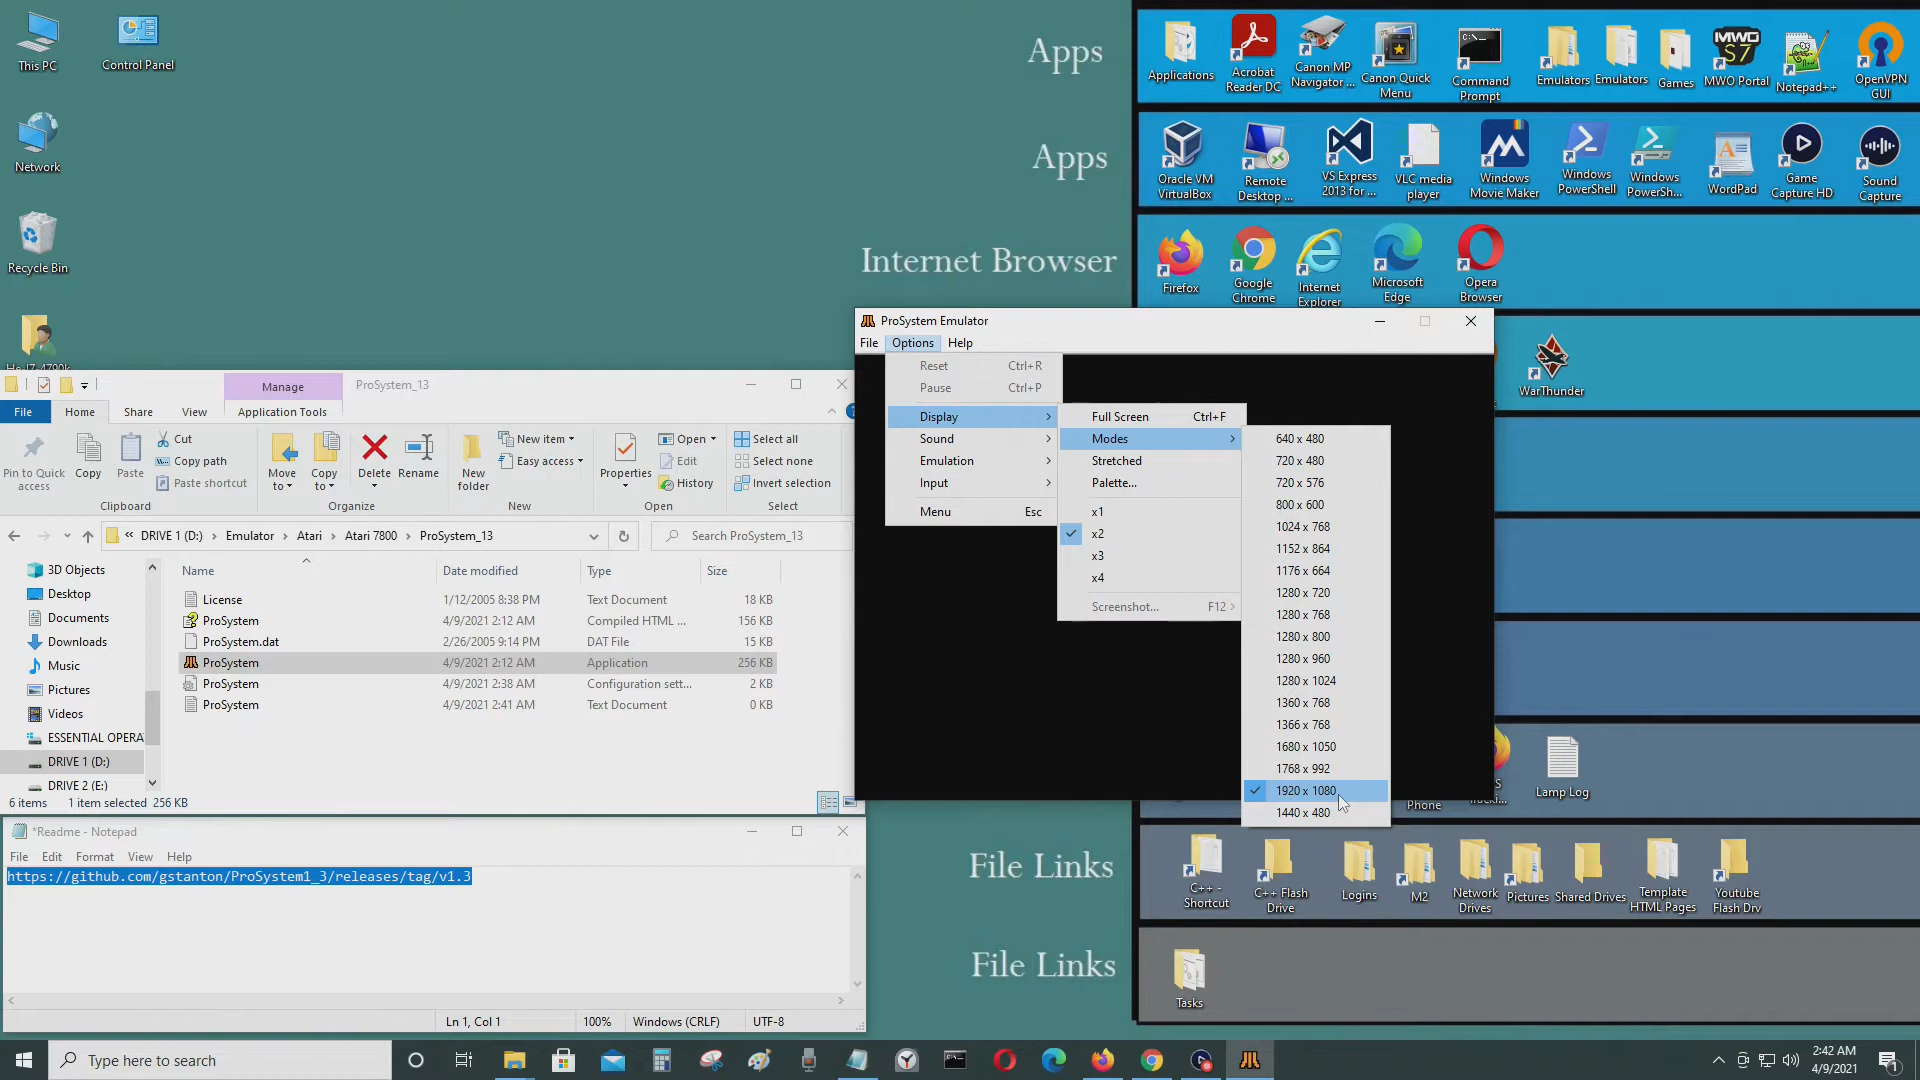 This PC
Control Panel
Network
Recycle Bin
Apps
Apps
Internet Browser
File Links
File Links
Applications
Acrobat
Reader DC
Canon MP
Navigator ...
Canon Quick
Menu
Command
Prompt
Emulators
Emulators
Games
MWO Portal
Notepad++
OpenVPN
GUI
Oracle VM
VirtualBox
Remote
Desktop ...
VS Express
2013 for ...
VLC media
player
Windows
Movie Maker
Windows
PowerShell
Windows
PowerSh...
WordPad
Game
Capture HD
Sound
Capture
Firefox
Google
Chrome
Internet
Explorer
Microsoft
Edge
Opera
Browser
WarThunder
Phone
Lamp Log
C++ -
Shortcut
C++ Flash
Drive
Logins
M2
Network
Drives
Pictures
Shared Drives
Template
HTML Pages
Youtube
Flash Drv
Tasks
ProSystem Emulator
File Options Help
Reset Ctrl+R
Pause Ctrl+P
Display
Sound
Emulation
Input
Menu Esc
Full Screen Ctrl+F
Modes
Stretched
Palette...
x1
x2
x3
x4
Screenshot... F12
640 x 480
720 x 480
720 x 576
800 x 600
1024 x 768
1152 x 864
1176 x 664
1280 x 720
1280 x 768
1280 x 800
1280 x 960
1280 x 1024
1360 x 768
1366 x 768
1680 x 1050
1768 x 992
1920 x 1080
1440 x 480
Manage ProSystem_13
File Home Share View Application Tools
Pin to Quick
access
Copy
Paste
Cut
Copy path
Paste shortcut
Clipboard
Move
to
Copy
to
Delete
Rename
Organize
New
folder
New item
Easy access
New
Properties
Open
Edit
History
Open
Select all
Select none
Invert selection
Select
« DRIVE 1 (D:) > Emulator > Atari > Atari 7800 > ProSystem_13
Search ProSystem_13
3D Objects
Desktop
Documents
Downloads
Music
Pictures
Videos
ESSENTIAL OPERA
DRIVE 1 (D:)
DRIVE 2 (E:)
Name Date modified Type Size
License 1/12/2005 8:38 PM Text Document 18 KB
ProSystem 4/9/2021 2:12 AM Compiled HTML ... 156 KB
ProSystem.dat 2/26/2005 9:14 PM DAT File 15 KB
ProSystem 4/9/2021 2:12 AM Application 256 KB
ProSystem 4/9/2021 2:38 AM Configuration sett... 2 KB
ProSystem 4/9/2021 2:41 AM Text Document 0 KB
6 items 1 item selected 256 KB
*Readme - Notepad
File Edit Format View Help
https://github.com/gstanton/ProSystem1_3/releases/tag/v1.3
Ln 1, Col 1 100% Windows (CRLF) UTF-8
Type here to search
2:42 AM
4/9/2021